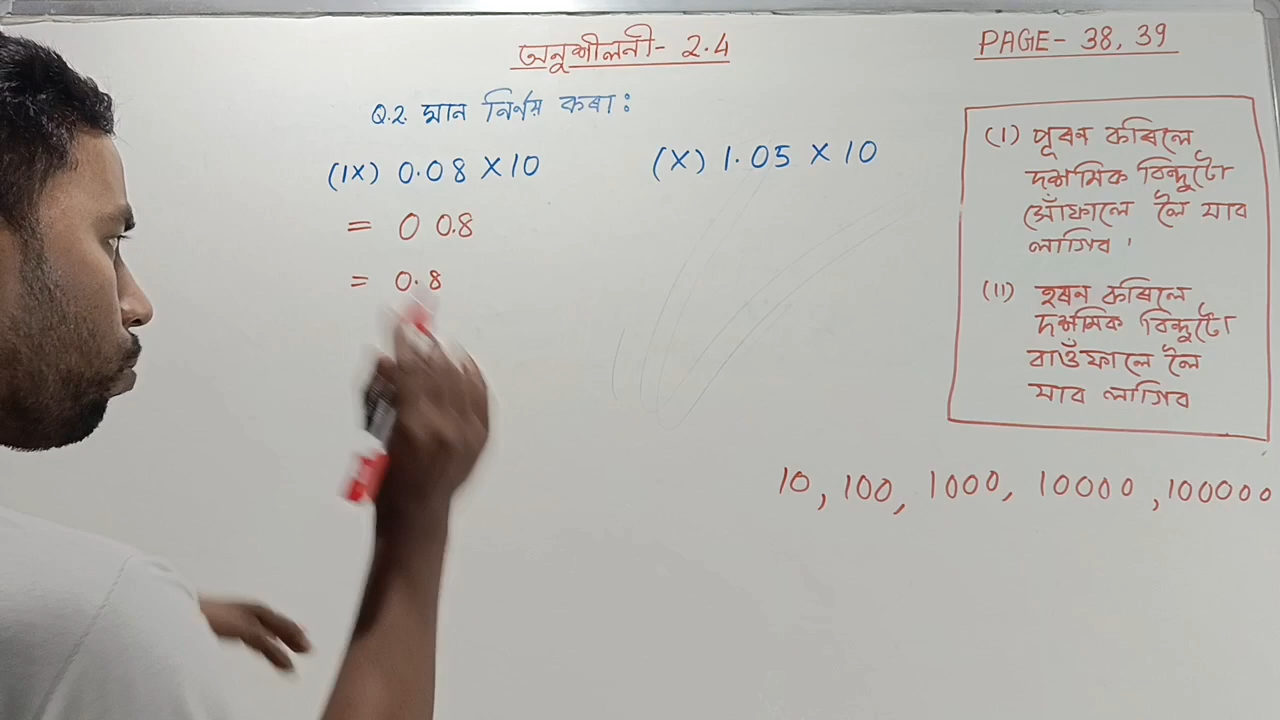 অনুশীলনী- 2.4
PAGE- 38, 39
Q.2. মান নিৰ্ণয় কৰা :
(IX) 0.08 X 10
= 0 0.8
= 0.8
(X) 1.05 X 10
(I) পূৰণ কৰিলে
দশমিক বিন্দুটো
সোঁফালে লৈ যাব
লাগিব ৷
(II) হৰণ কৰিলে
দশমিক বিন্দুটো
বাওঁফালে লৈ
যাব লাগিব
10, 100, 1000, 10000, 100000